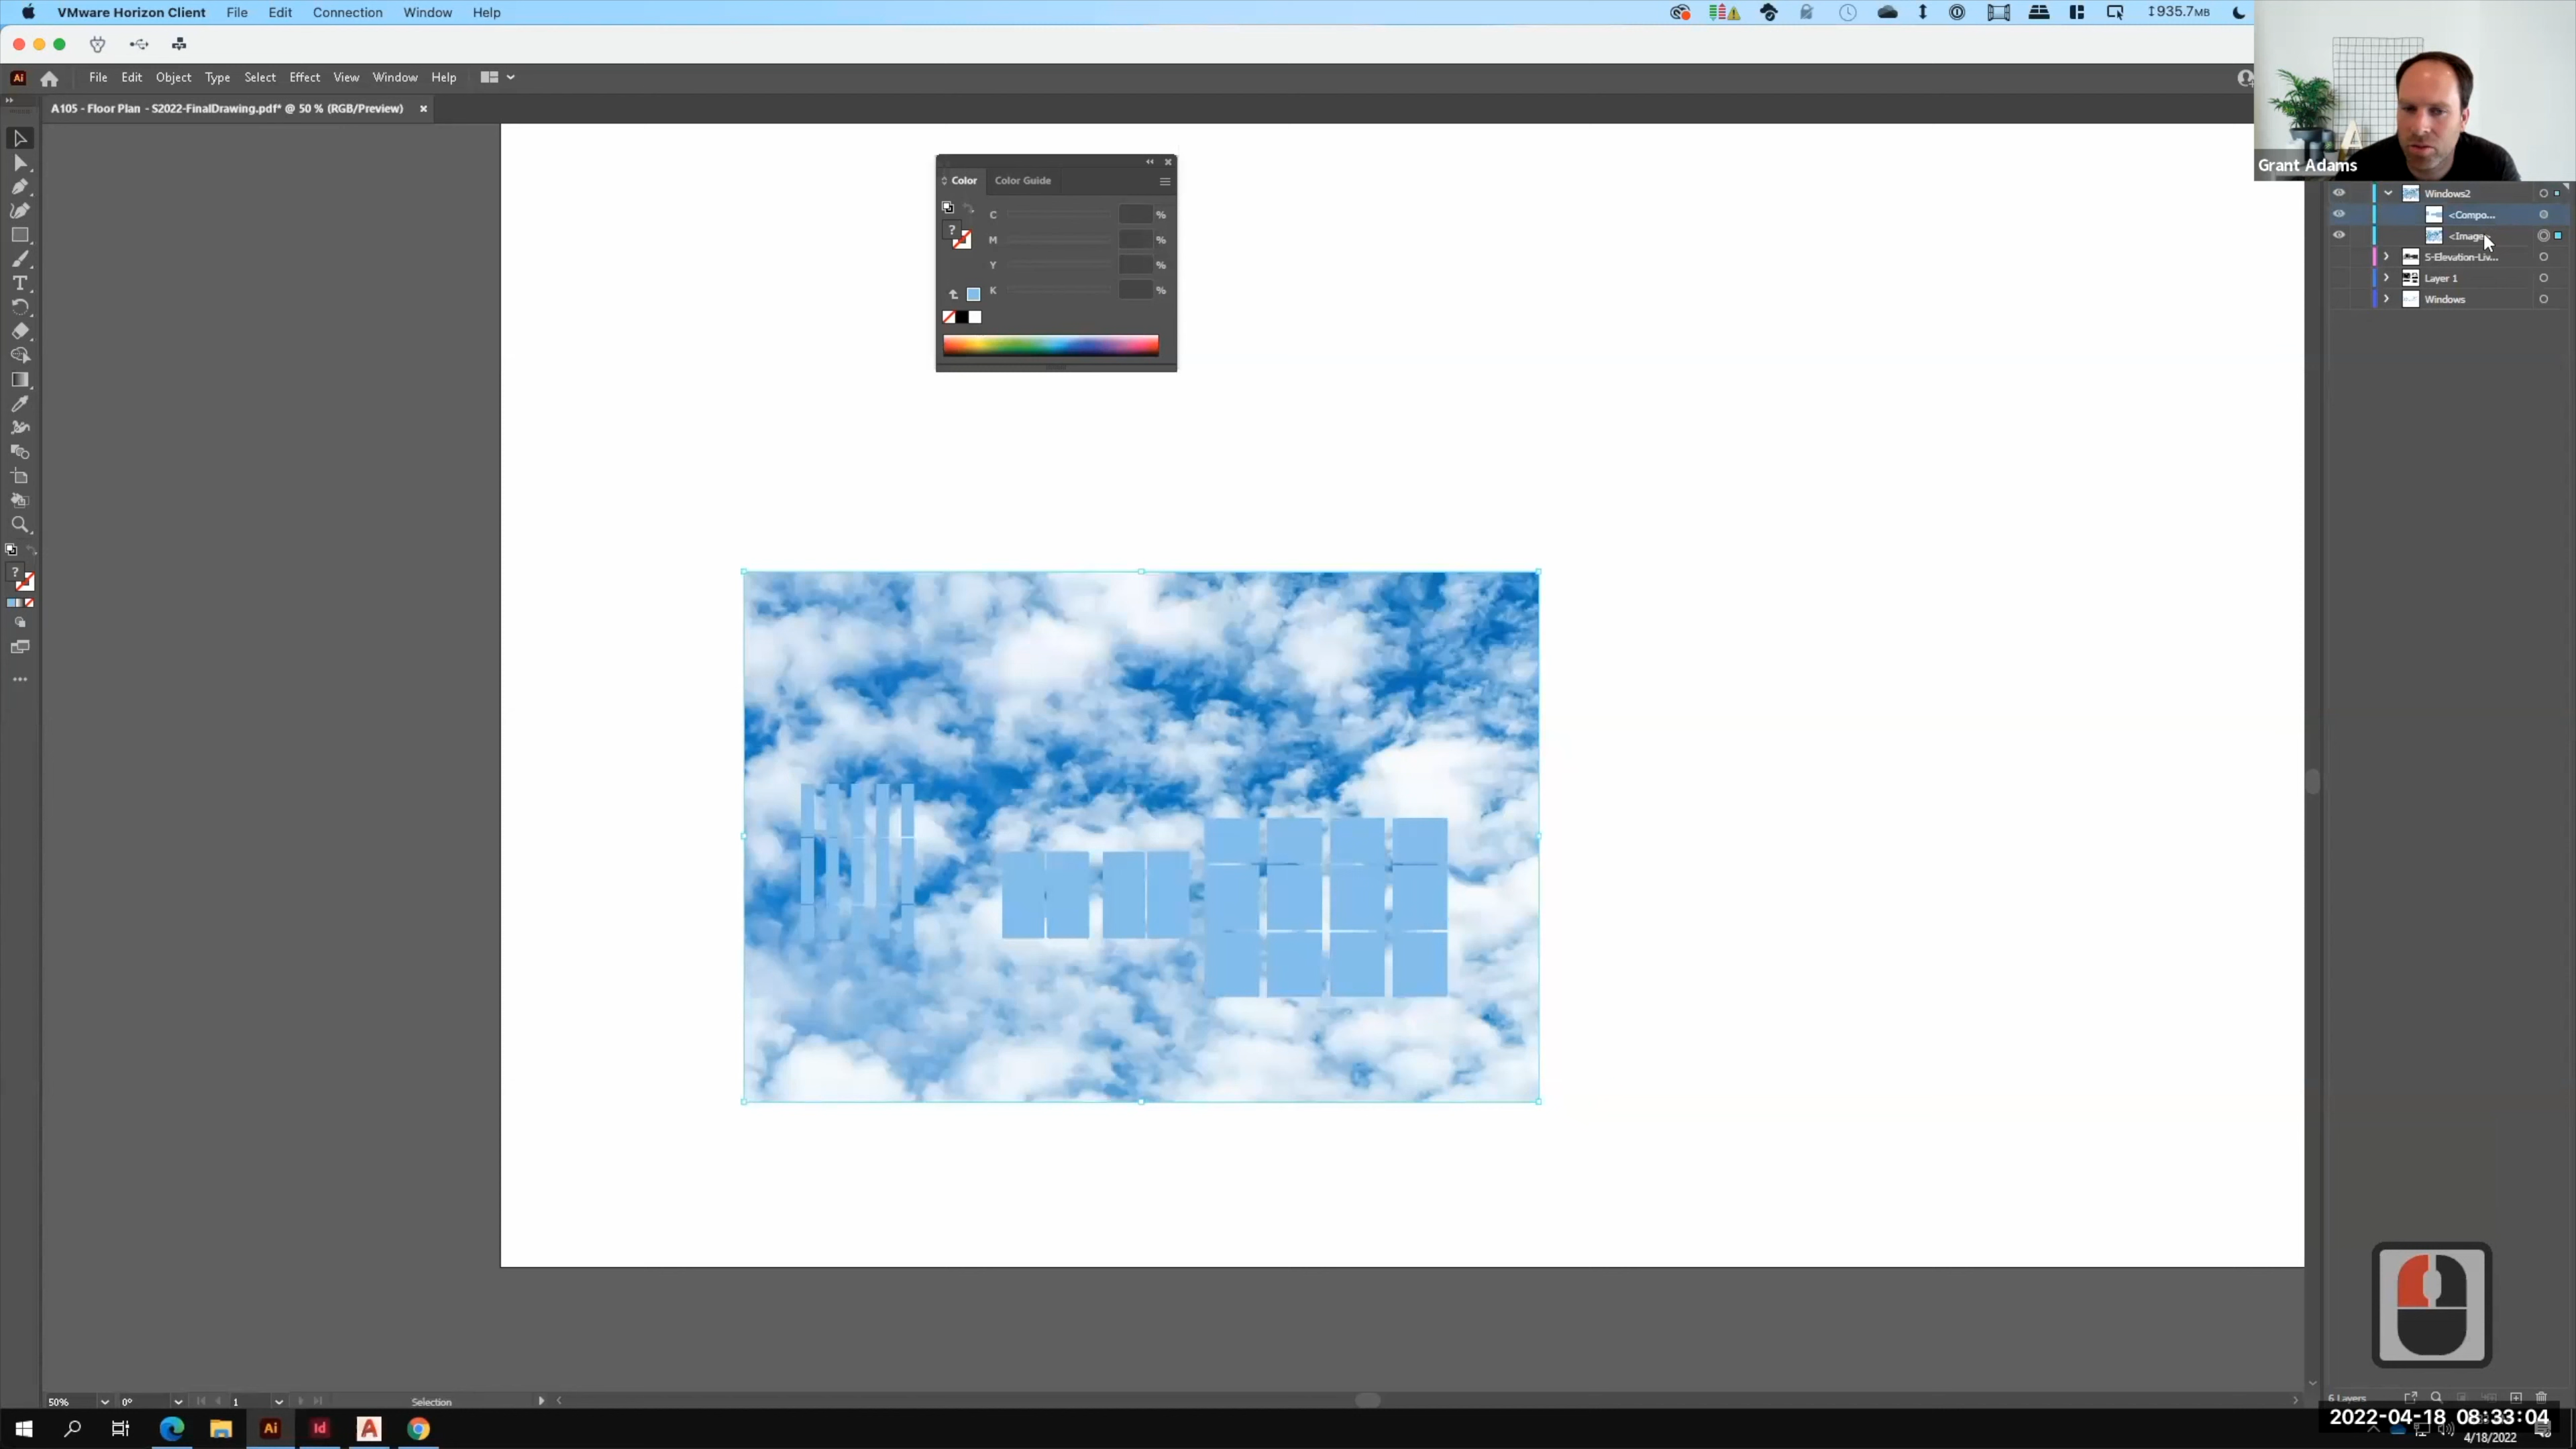 VMware Horizon Client File Edit Connection Window Help
935.7MB
Ai File Edit Object Type Select Effect View Window Help
A105 - Floor Plan - S2022-FinalDrawing.pdf* @ 50 % (RGB/Preview)
Grant Adams
Color Color Guide
C %
M %
Y %
K %
?
?
Windows2
<Compo...
<Image>
S-Elevation-Liv...
Layer 1
Windows
50% 0° 1 Selection
6 Layers
Ai Id A
2022-04-18 08:33:04
4/18/2022